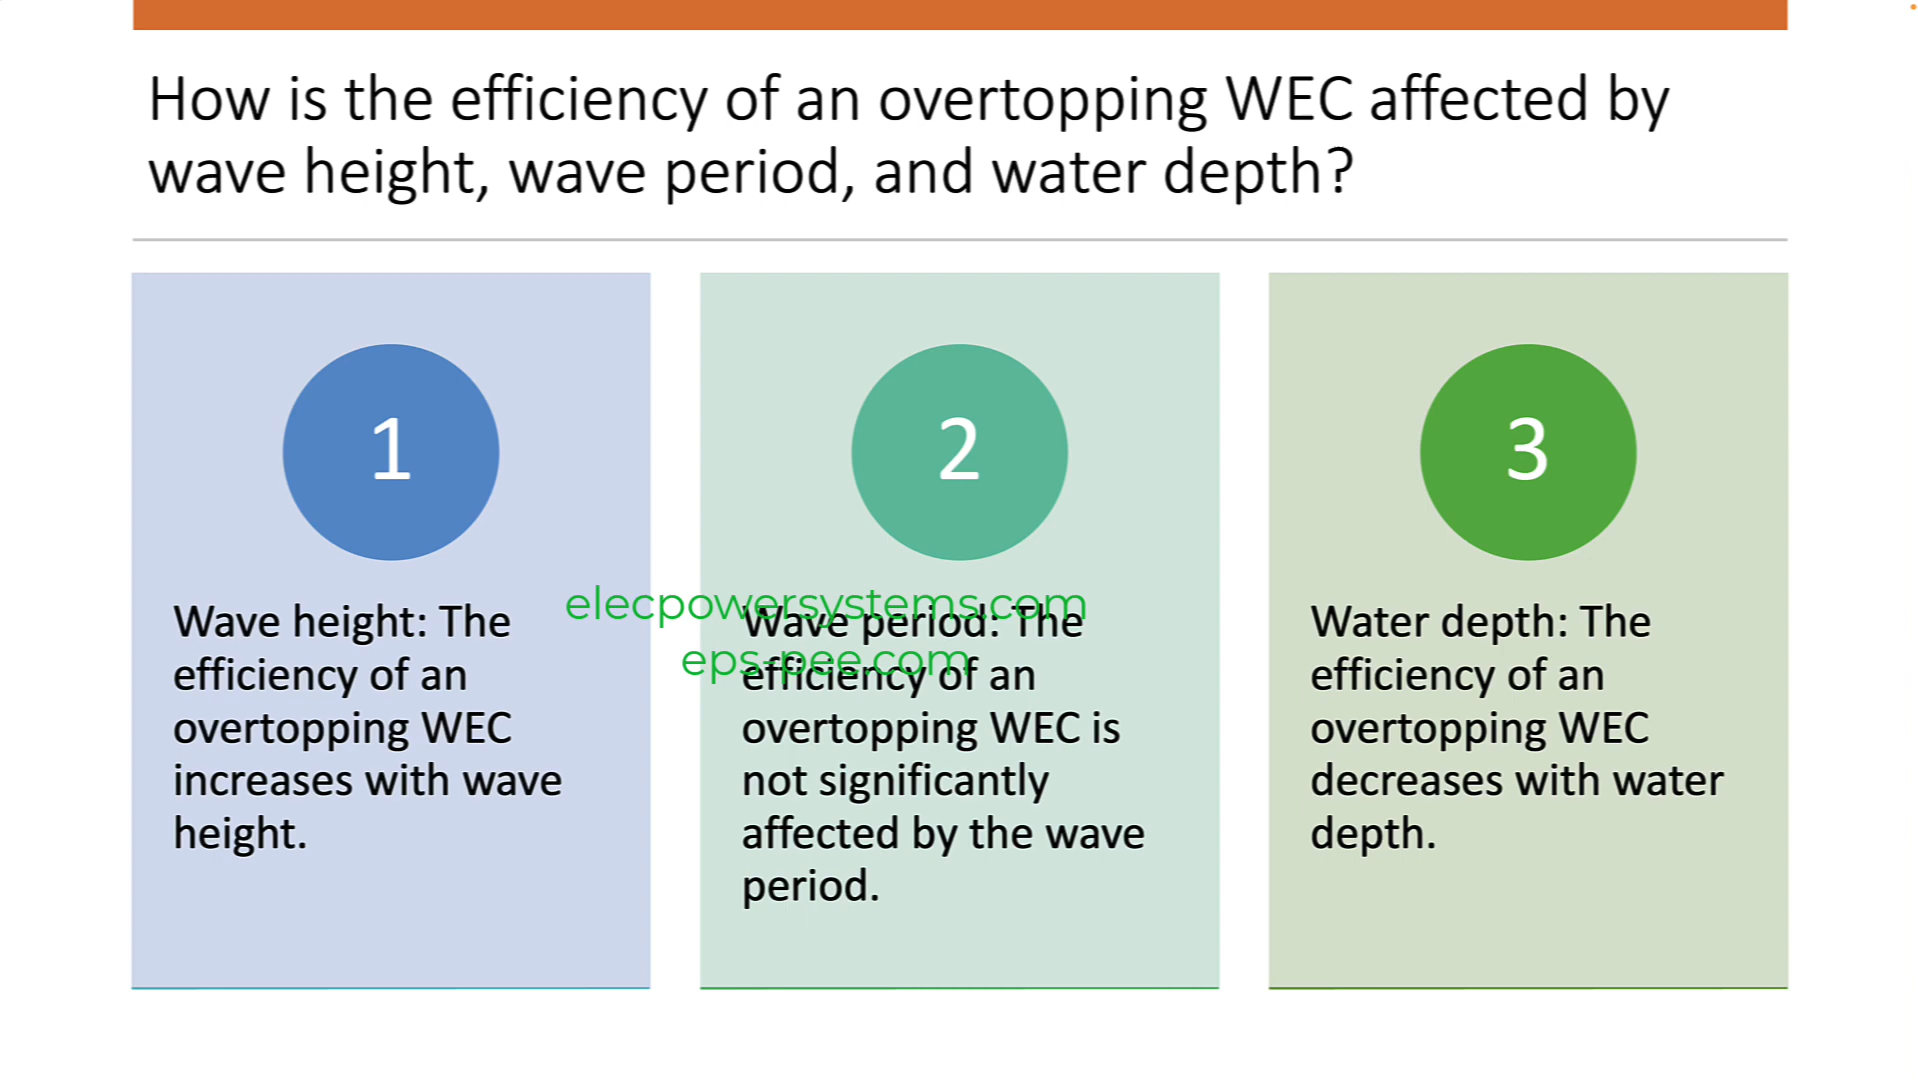 How is the efficiency of an overtopping WEC affected by
wave height, wave period, and water depth?
1
Wave height: The
efficiency of an
overtopping WEC
increases with wave
height.
2
Wave period: The
efficiency of an
overtopping WEC is
not significantly
affected by the wave
period.
3
Water depth: The
efficiency of an
overtopping WEC
decreases with water
depth.
elecpowersystems.com
eps-pee.com